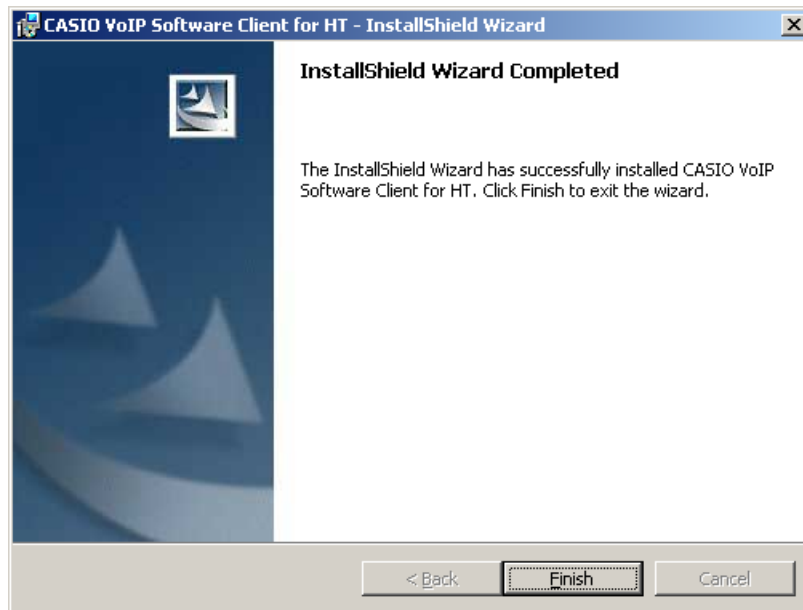 CASIO VoIP Software Client for HT - InstallShield Wizard
InstallShield Wizard Completed
The InstallShield Wizard has successfully installed CASIO VoIP
Software Client for HT. Click Finish to exit the wizard.
< Back Finish Cancel